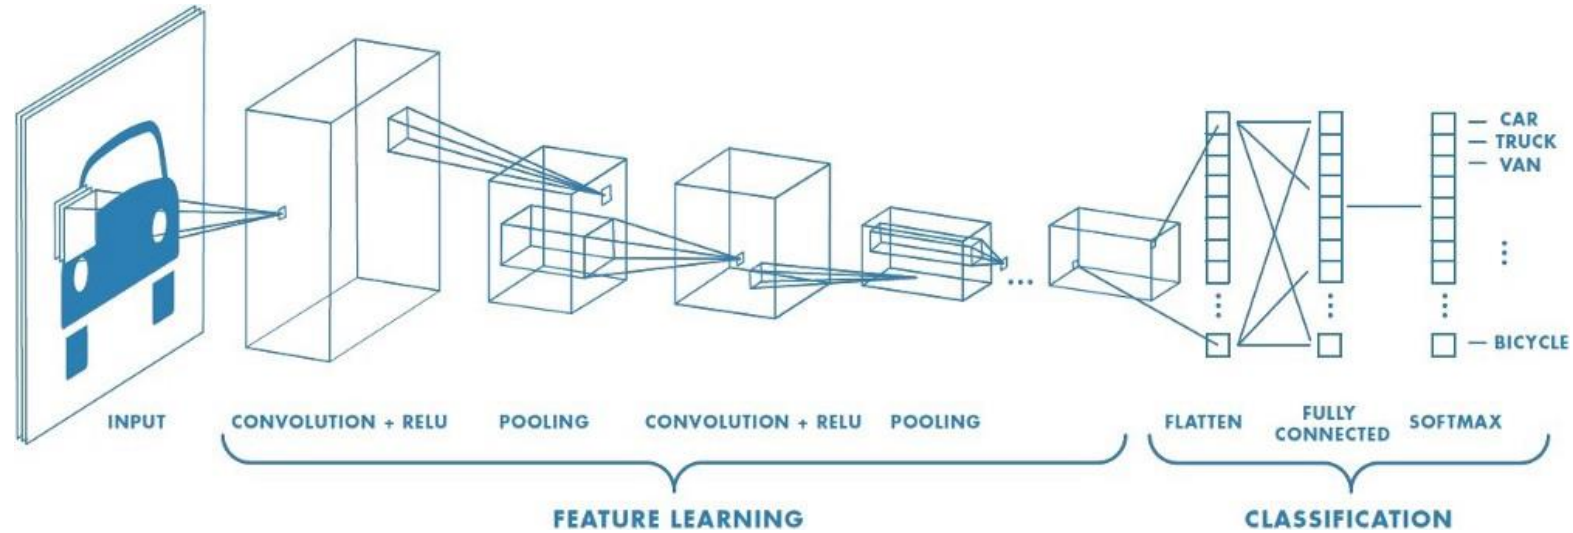 CAR
TRUCK
VAN
BICYCLE
INPUT
CONVOLUTION + RELU
POOLING
CONVOLUTION + RELU
POOLING
FLATTEN
FULLY
CONNECTED
SOFTMAX
FEATURE LEARNING
CLASSIFICATION